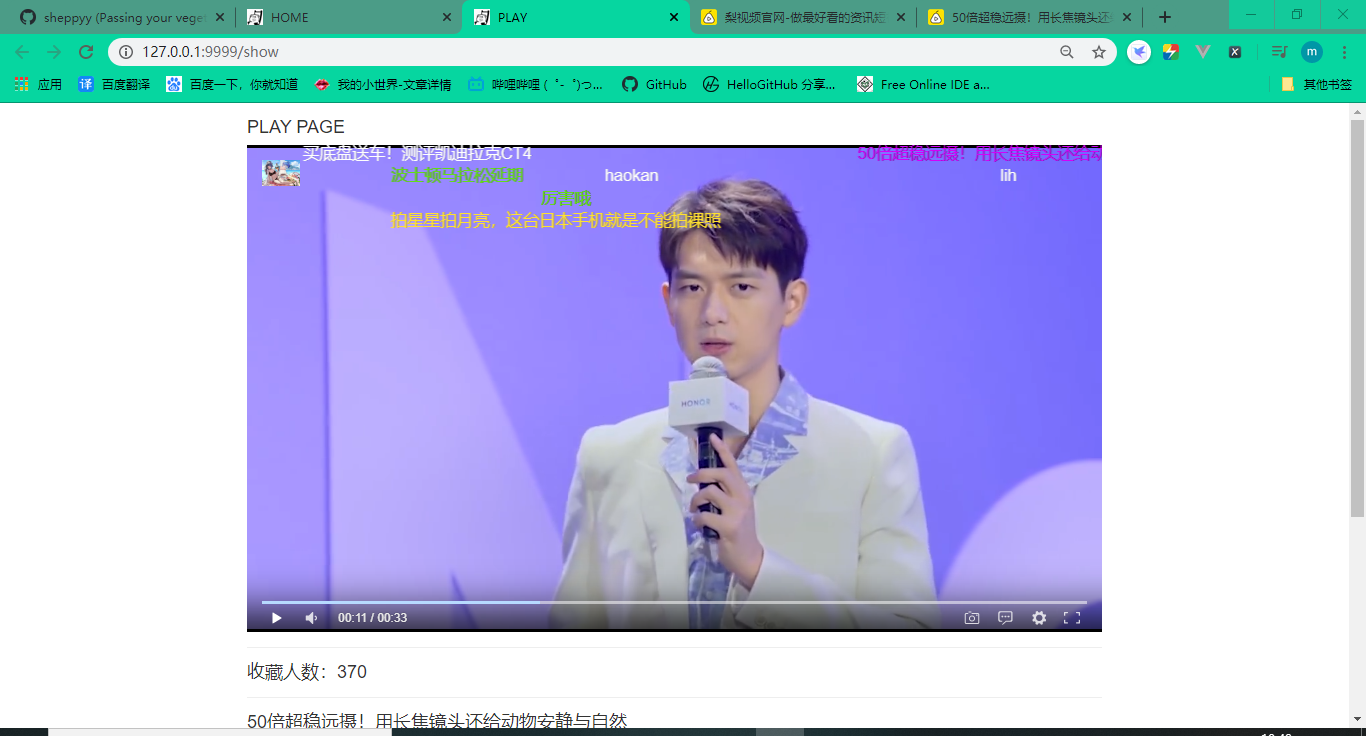 sheppyy (Passing your veget
HOME
PLAY
梨视频官网-做最好看的资讯短
50倍超稳远摄！用长焦镜头还
127.0.0.1:9999/show
m
应用
译 百度翻译
百度一下，你就知道
我的小世界-文章详情
哔哩哔哩 ( ゜- ゜)つ...
GitHub
HelloGitHub 分享...
Free Online IDE a...
其他书签
PLAY PAGE
买底盘送车！测评凯迪拉克CT4
50倍超稳远摄！用长焦镜头还给动
波士顿马拉松延期
haokan
lih
厉害哦
拍星星拍月亮，这台日本手机就是不能拍裸照
HONOR
00:11 / 00:33
收藏人数：370
50倍超稳远摄！用长焦镜头还给动物安静与自然